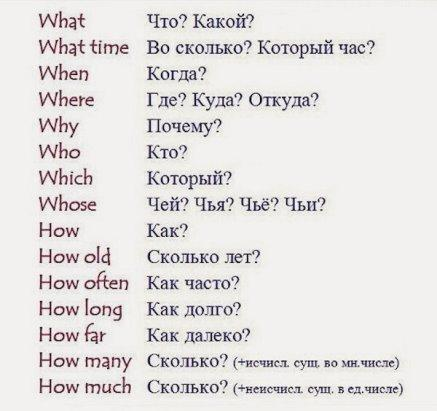 What Что? Какой?
What time Во сколько? Который час?
When Когда?
Where Где? Куда? Откуда?
Why Почему?
Who Кто?
Which Который?
Whose Чей? Чья? Чьё? Чьи?
How Как?
How old Сколько лет?
How often Как часто?
How long Как долго?
How far Как далеко?
How many Сколько? (+исчисл. сущ. во мн.числе)
How much Сколько? (+неисчисл. сущ. в ед.числе)